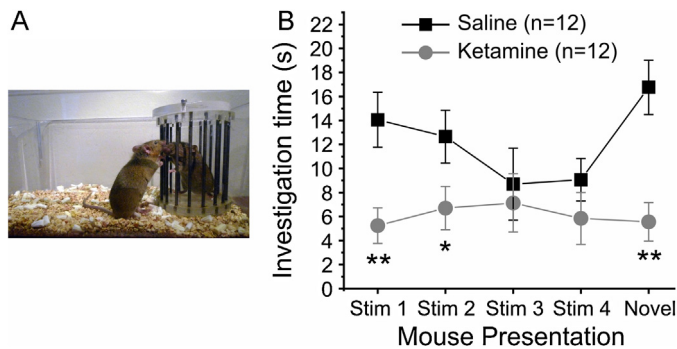 A
B
Saline (n=12)
Ketamine (n=12)
Investigation time (s)
22
20
18
16
14
12
10
8
6
4
2
0
**
*
**
Stim 1 Stim 2 Stim 3 Stim 4 Novel
Mouse Presentation